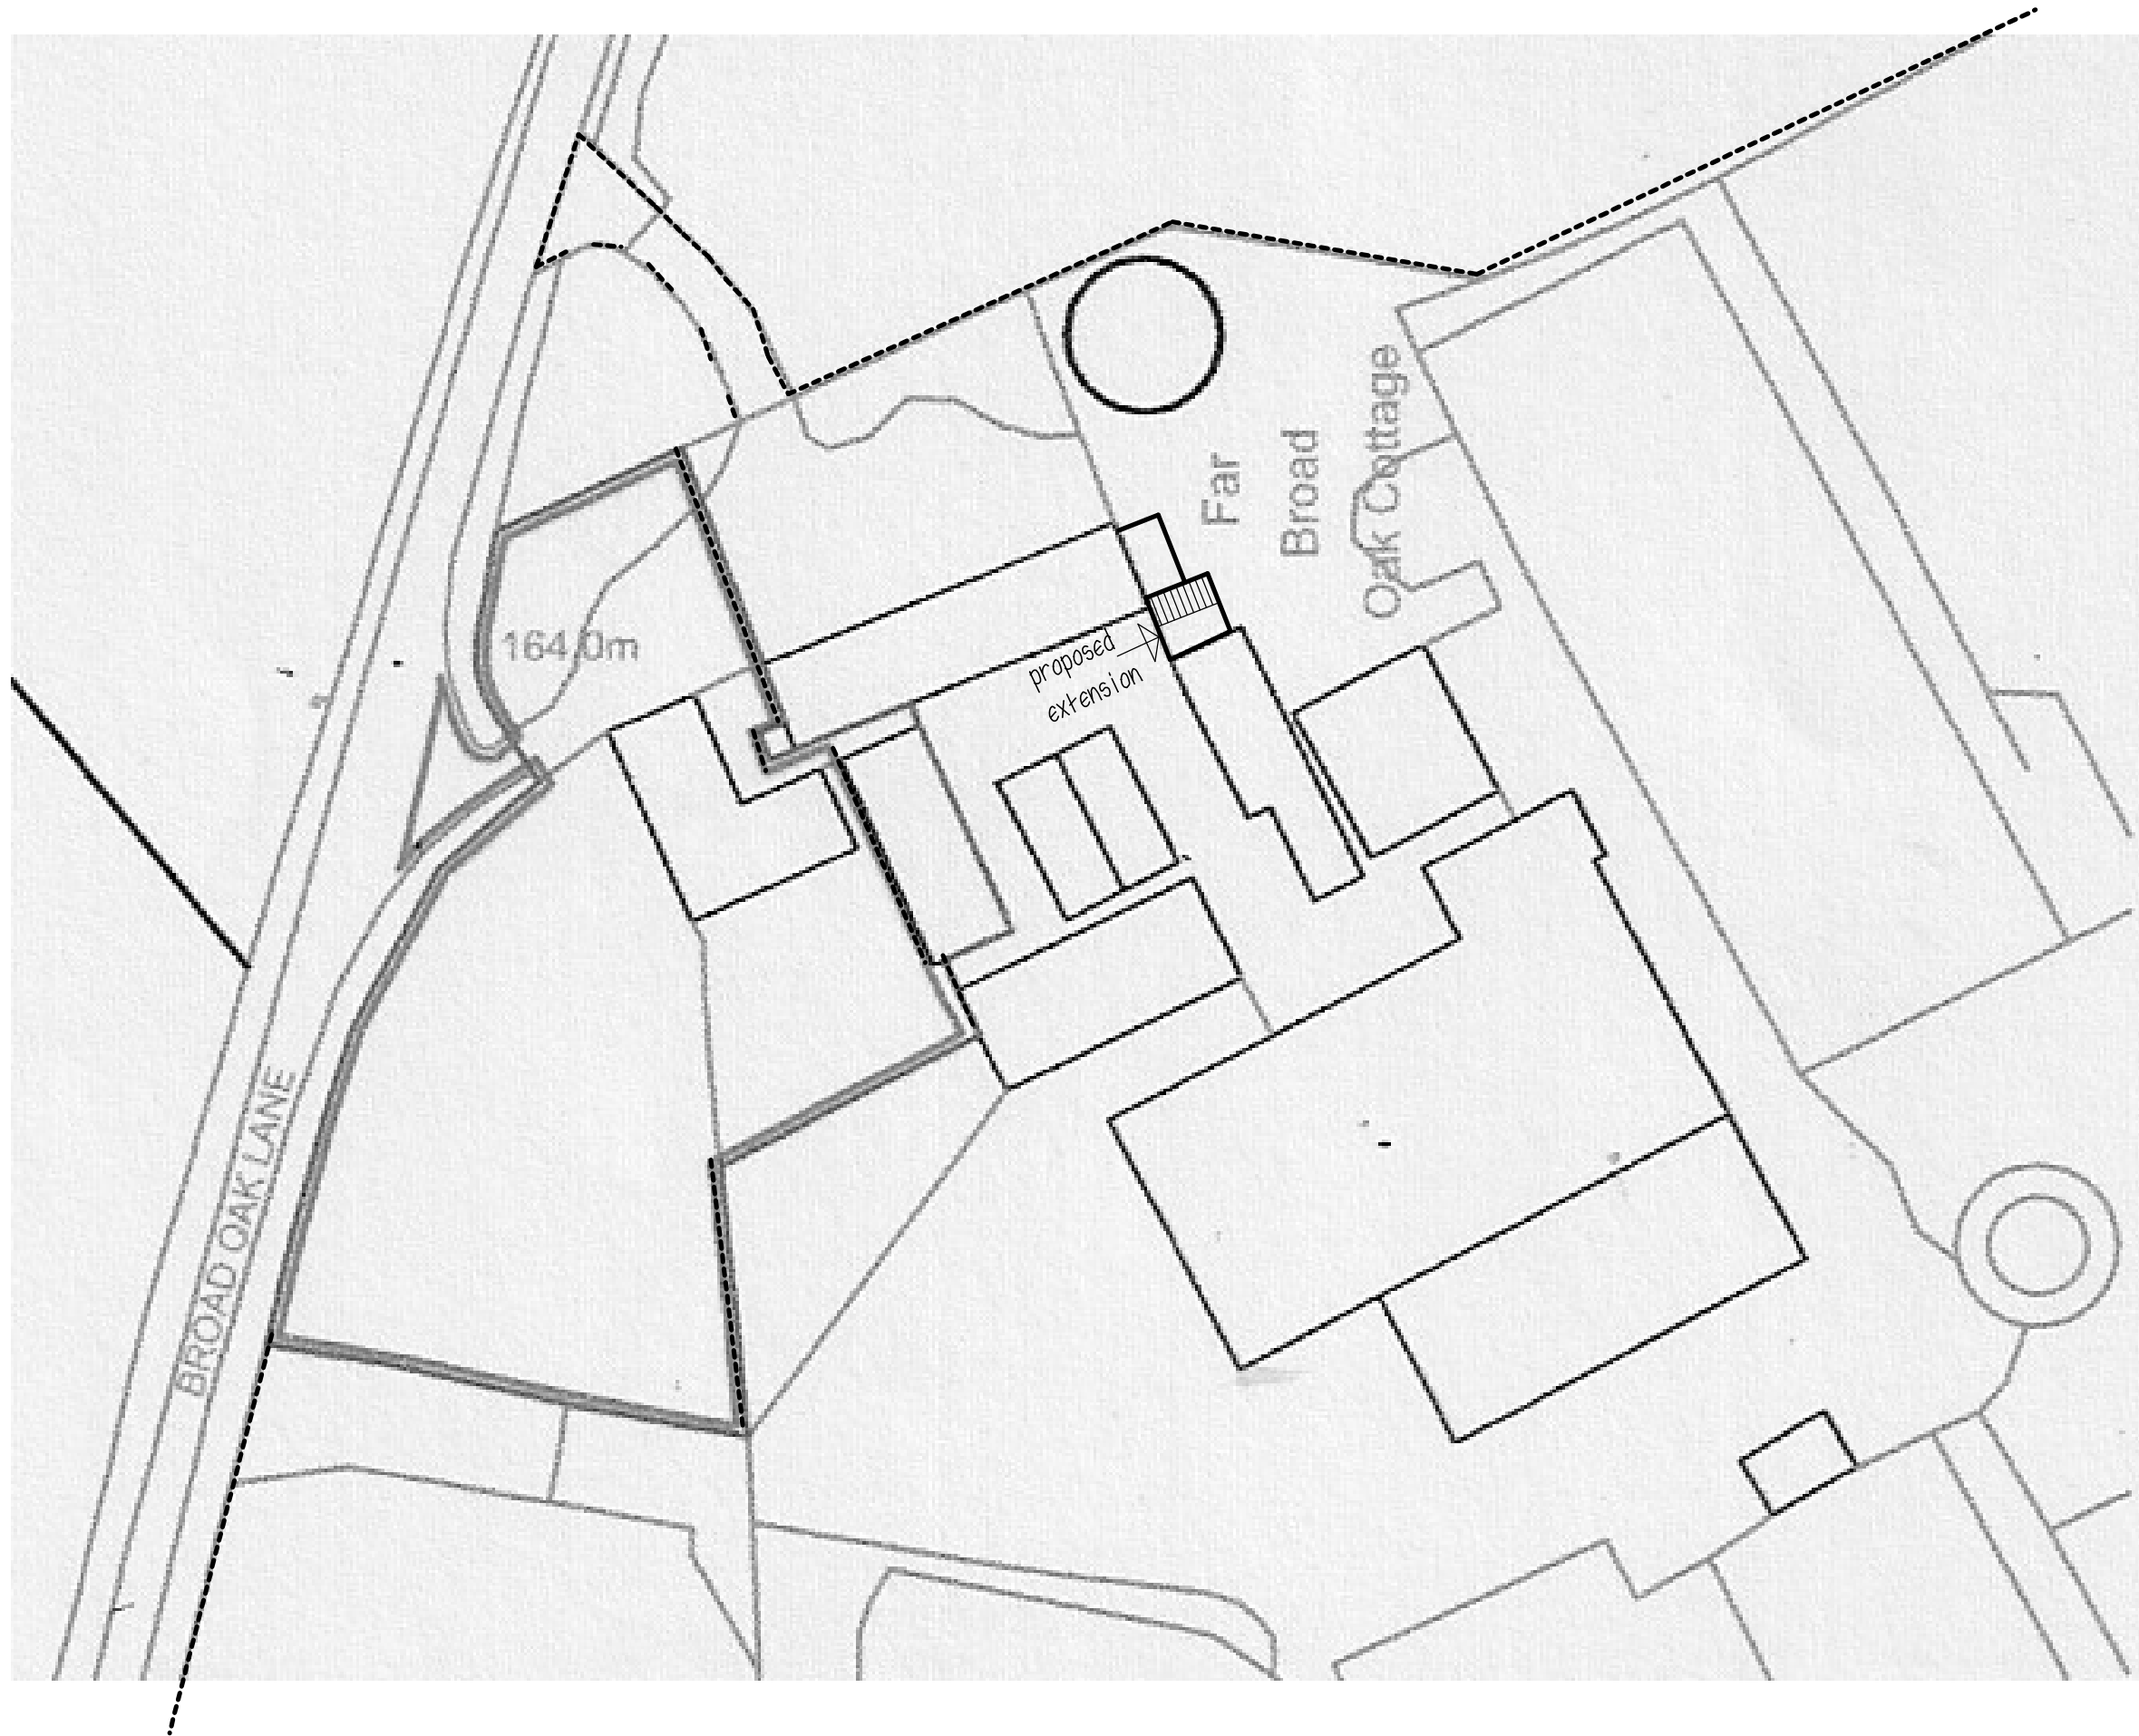 Far
Broad
Oak Cottage
164.0m
proposed
extension
BROAD OAK LANE